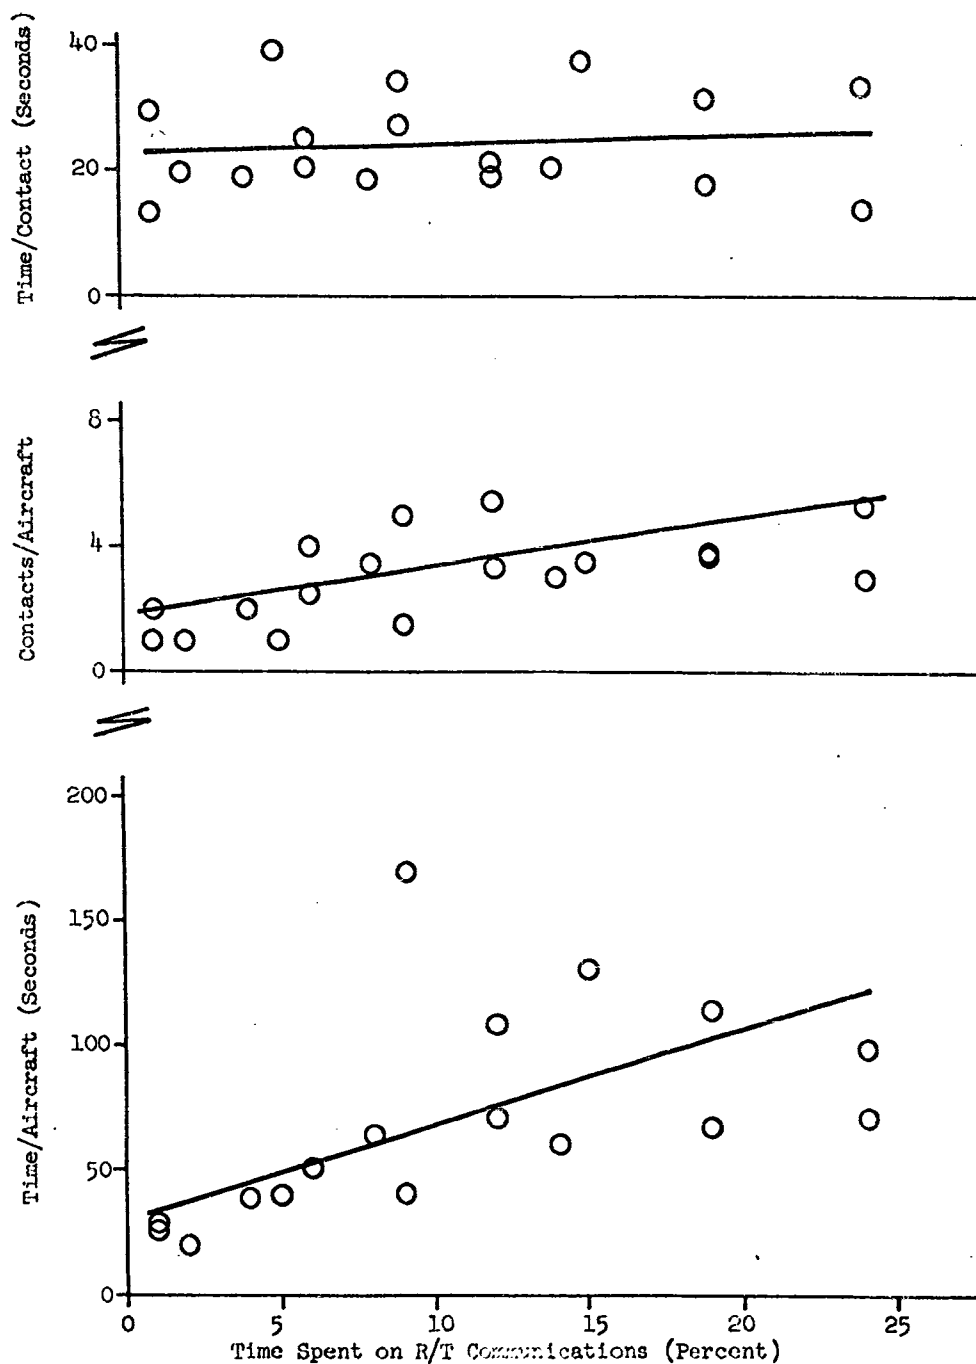 Time/Contact (Seconds)
40
20
0
Contacts/Aircraft
8
4
0
Time/Aircraft (Seconds)
200
150
100
50
0
0 5 10 15 20 25
Time Spent on R/T Communications (Percent)